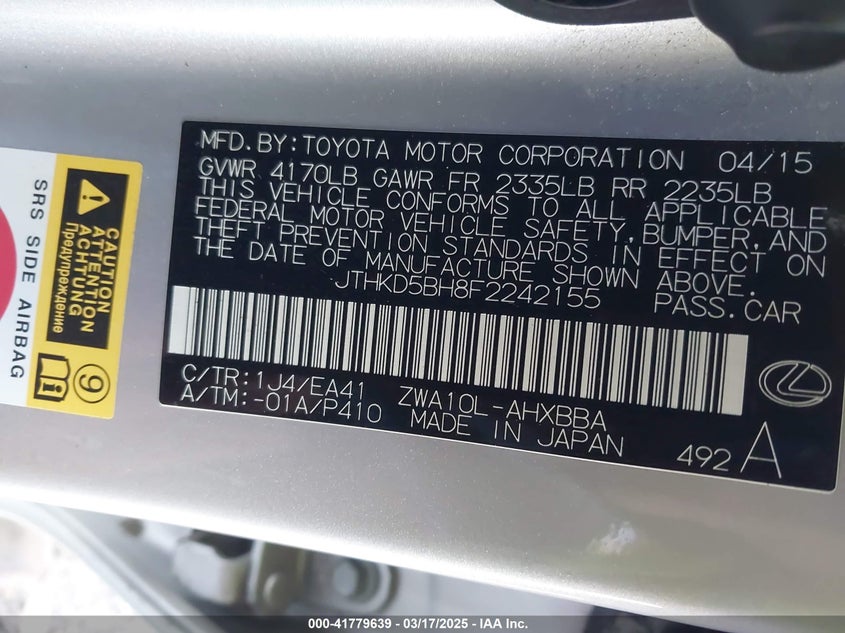 MFD.BY:TOYOTA MOTOR CORPORATION 04/15
GVWR 4170LB GAWR FR 2335LB RR 2235LB
THIS VEHICLE CONFORMS TO ALL APPLICABLE
FEDERAL MOTOR VEHICLE SAFETY,BUMPER,AND
THEFT PREVENTION STANDARDS IN EFFECT ON
THE DATE OF MANUFACTURE SHOWN ABOVE.
JTHKD5BH8F2242155 PASS.CAR
C/TR:1J4/EA41 ZWA10L-AHXBBA
A/TM:-01A/P410 MADE IN JAPAN
492 A
CAUTION
ATTENTION
ACHTUNG
Предупреждение
9
SRS SIDE AIRBAG
000-41779639 - 03/17/2025 - IAA Inc.